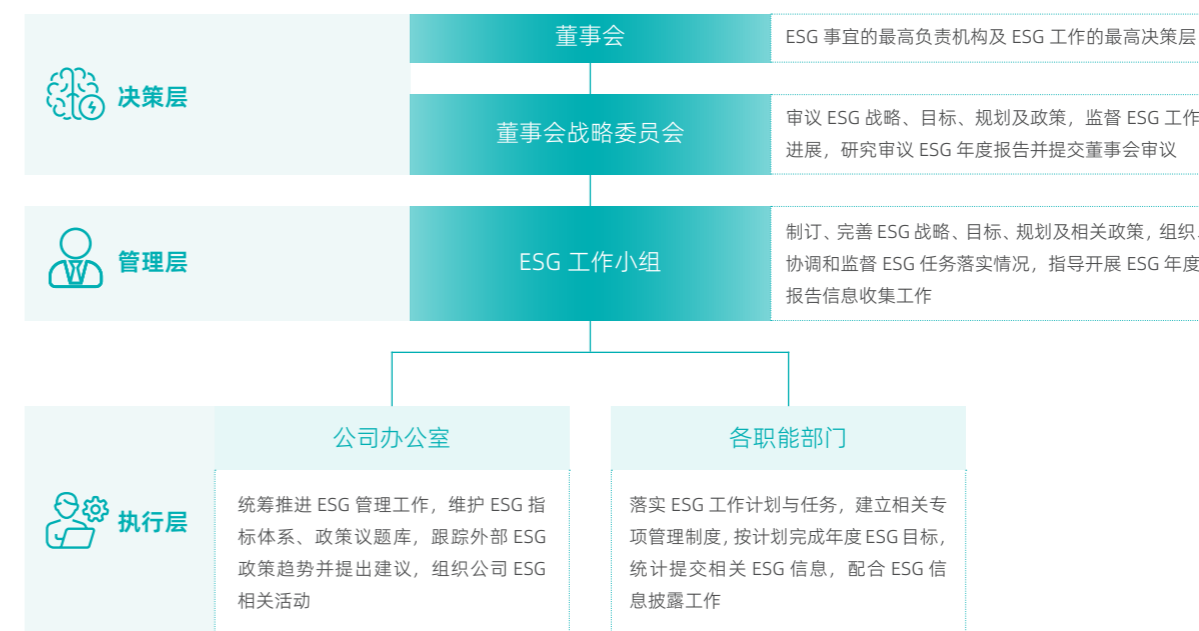 董事会
ESG 事宜的最高负责机构及 ESG 工作的最高决策层
决策层
董事会战略委员会
审议 ESG 战略、目标、规划及政策，监督 ESG 工作
进展，研究审议 ESG 年度报告并提交董事会审议
管理层
ESG 工作小组
制订、完善 ESG 战略、目标、规划及相关政策，组织、
协调和监督 ESG 任务落实情况，指导开展 ESG 年度
报告信息收集工作
公司办公室
各职能部门
执行层
统筹推进 ESG 管理工作，维护 ESG 指
标体系、政策议题库，跟踪外部 ESG
政策趋势并提出建议，组织公司 ESG
相关活动
落实 ESG 工作计划与任务，建立相关专
项管理制度，按计划完成年度 ESG 目标，
统计提交相关 ESG 信息，配合 ESG 信
息披露工作